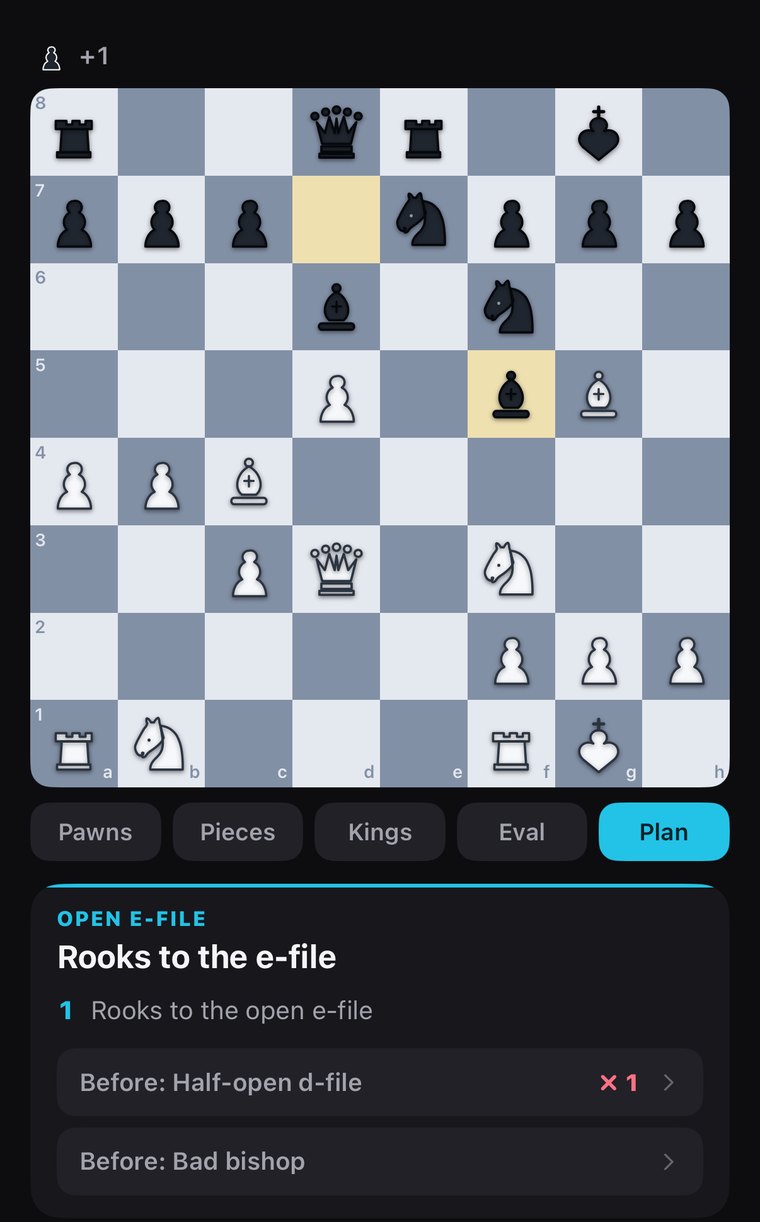 +1
8
7
6
5
4
3
2
1
a b c d e f g h
Pawns Pieces Kings Eval Plan
OPEN E-FILE
Rooks to the e-file
1 Rooks to the open e-file
Before: Half-open d-file × 1
Before: Bad bishop